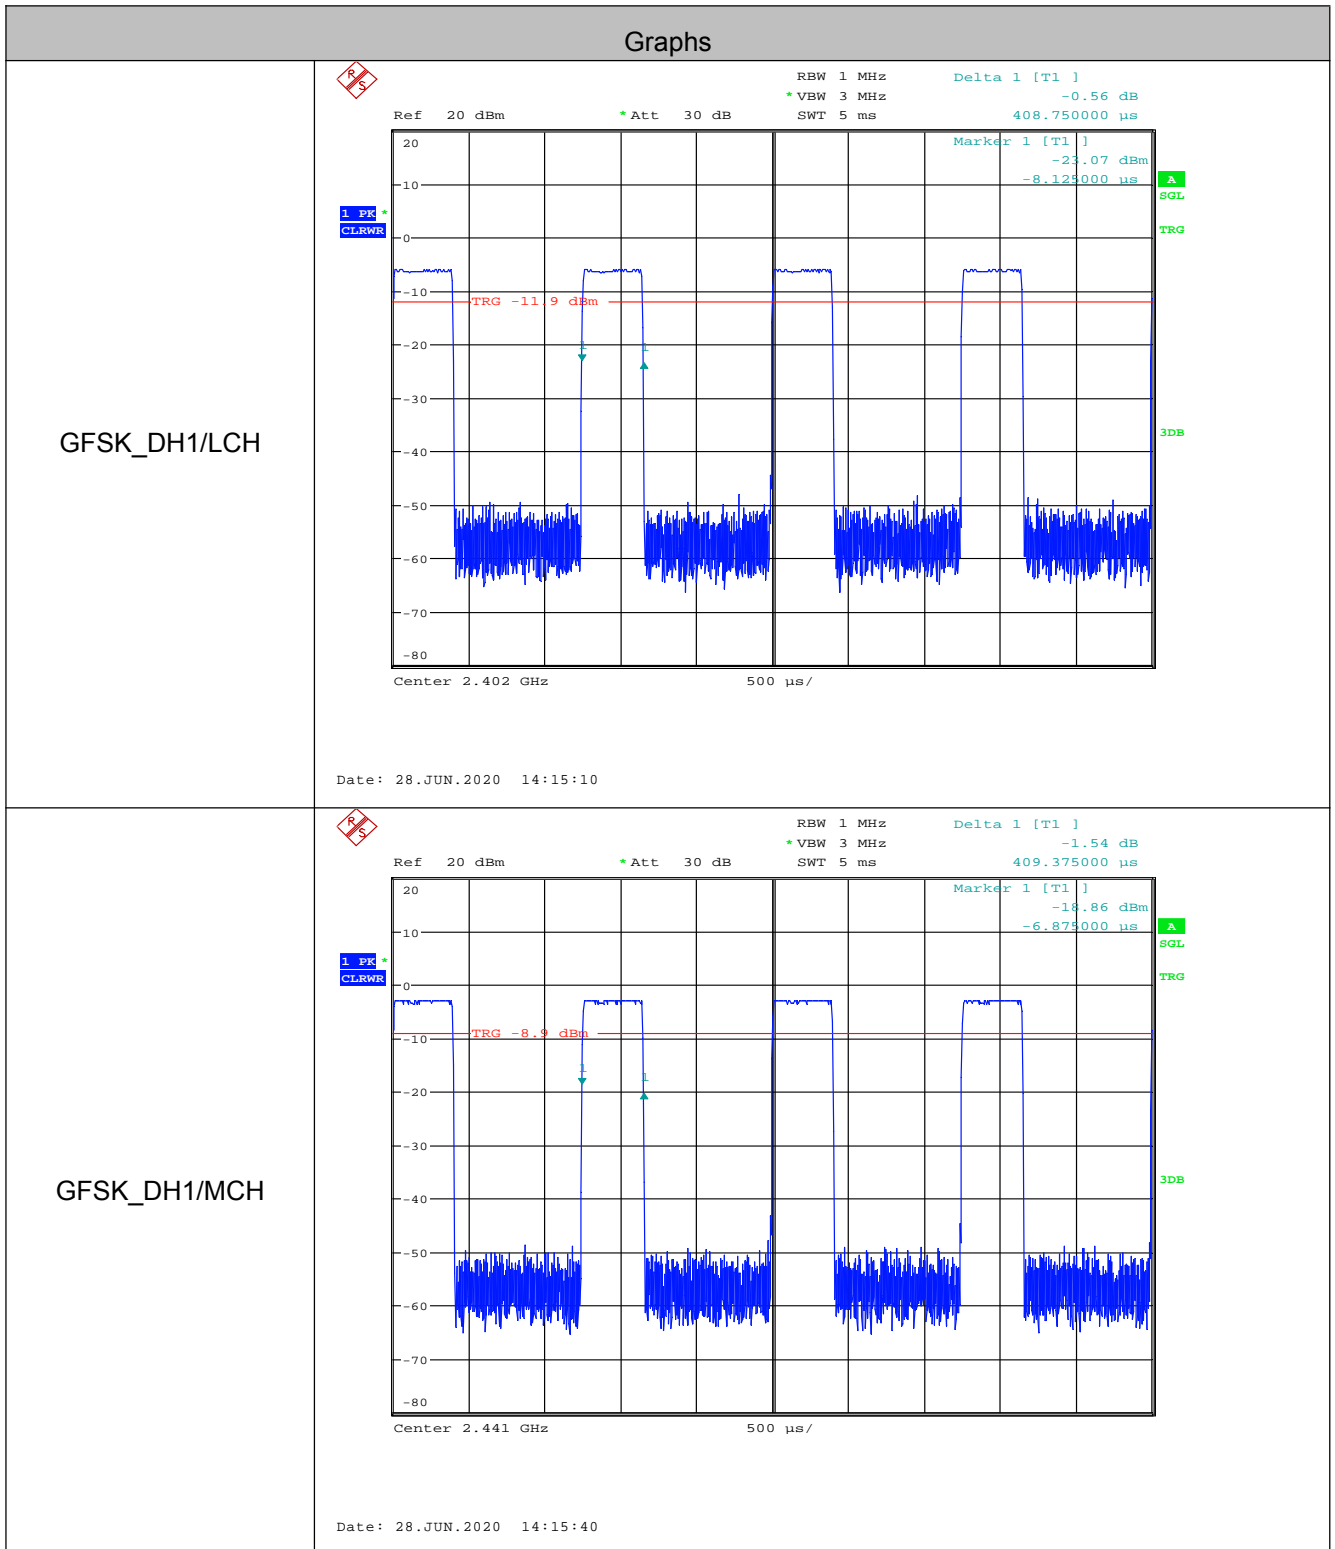 Graphs
GFSK_DH1/LCH
R S
RBW 1 MHz
Delta 1 [T1 ]
*VBW 3 MHz
-0.56 dB
Ref 20 dBm
*Att 30 dB
SWT 5 ms
408.750000 µs
Marker 1 [T1 ]
-23.07 dBm
-8.125000 µs
A
SGL
TRG
3DB
1 PK *
CLRWR
20
10
0
-10
TRG -11.9 dBm
-20
1
1
-30
-40
-50
-60
-70
-80
Center 2.402 GHz
500 µs/
Date: 28.JUN.2020 14:15:10
GFSK_DH1/MCH
R S
RBW 1 MHz
Delta 1 [T1 ]
*VBW 3 MHz
-1.54 dB
Ref 20 dBm
*Att 30 dB
SWT 5 ms
409.375000 µs
Marker 1 [T1 ]
-18.86 dBm
-6.875000 µs
A
SGL
TRG
3DB
1 PK *
CLRWR
20
10
0
TRG -8.9 dBm
-10
1
1
-20
-30
-40
-50
-60
-70
-80
Center 2.441 GHz
500 µs/
Date: 28.JUN.2020 14:15:40